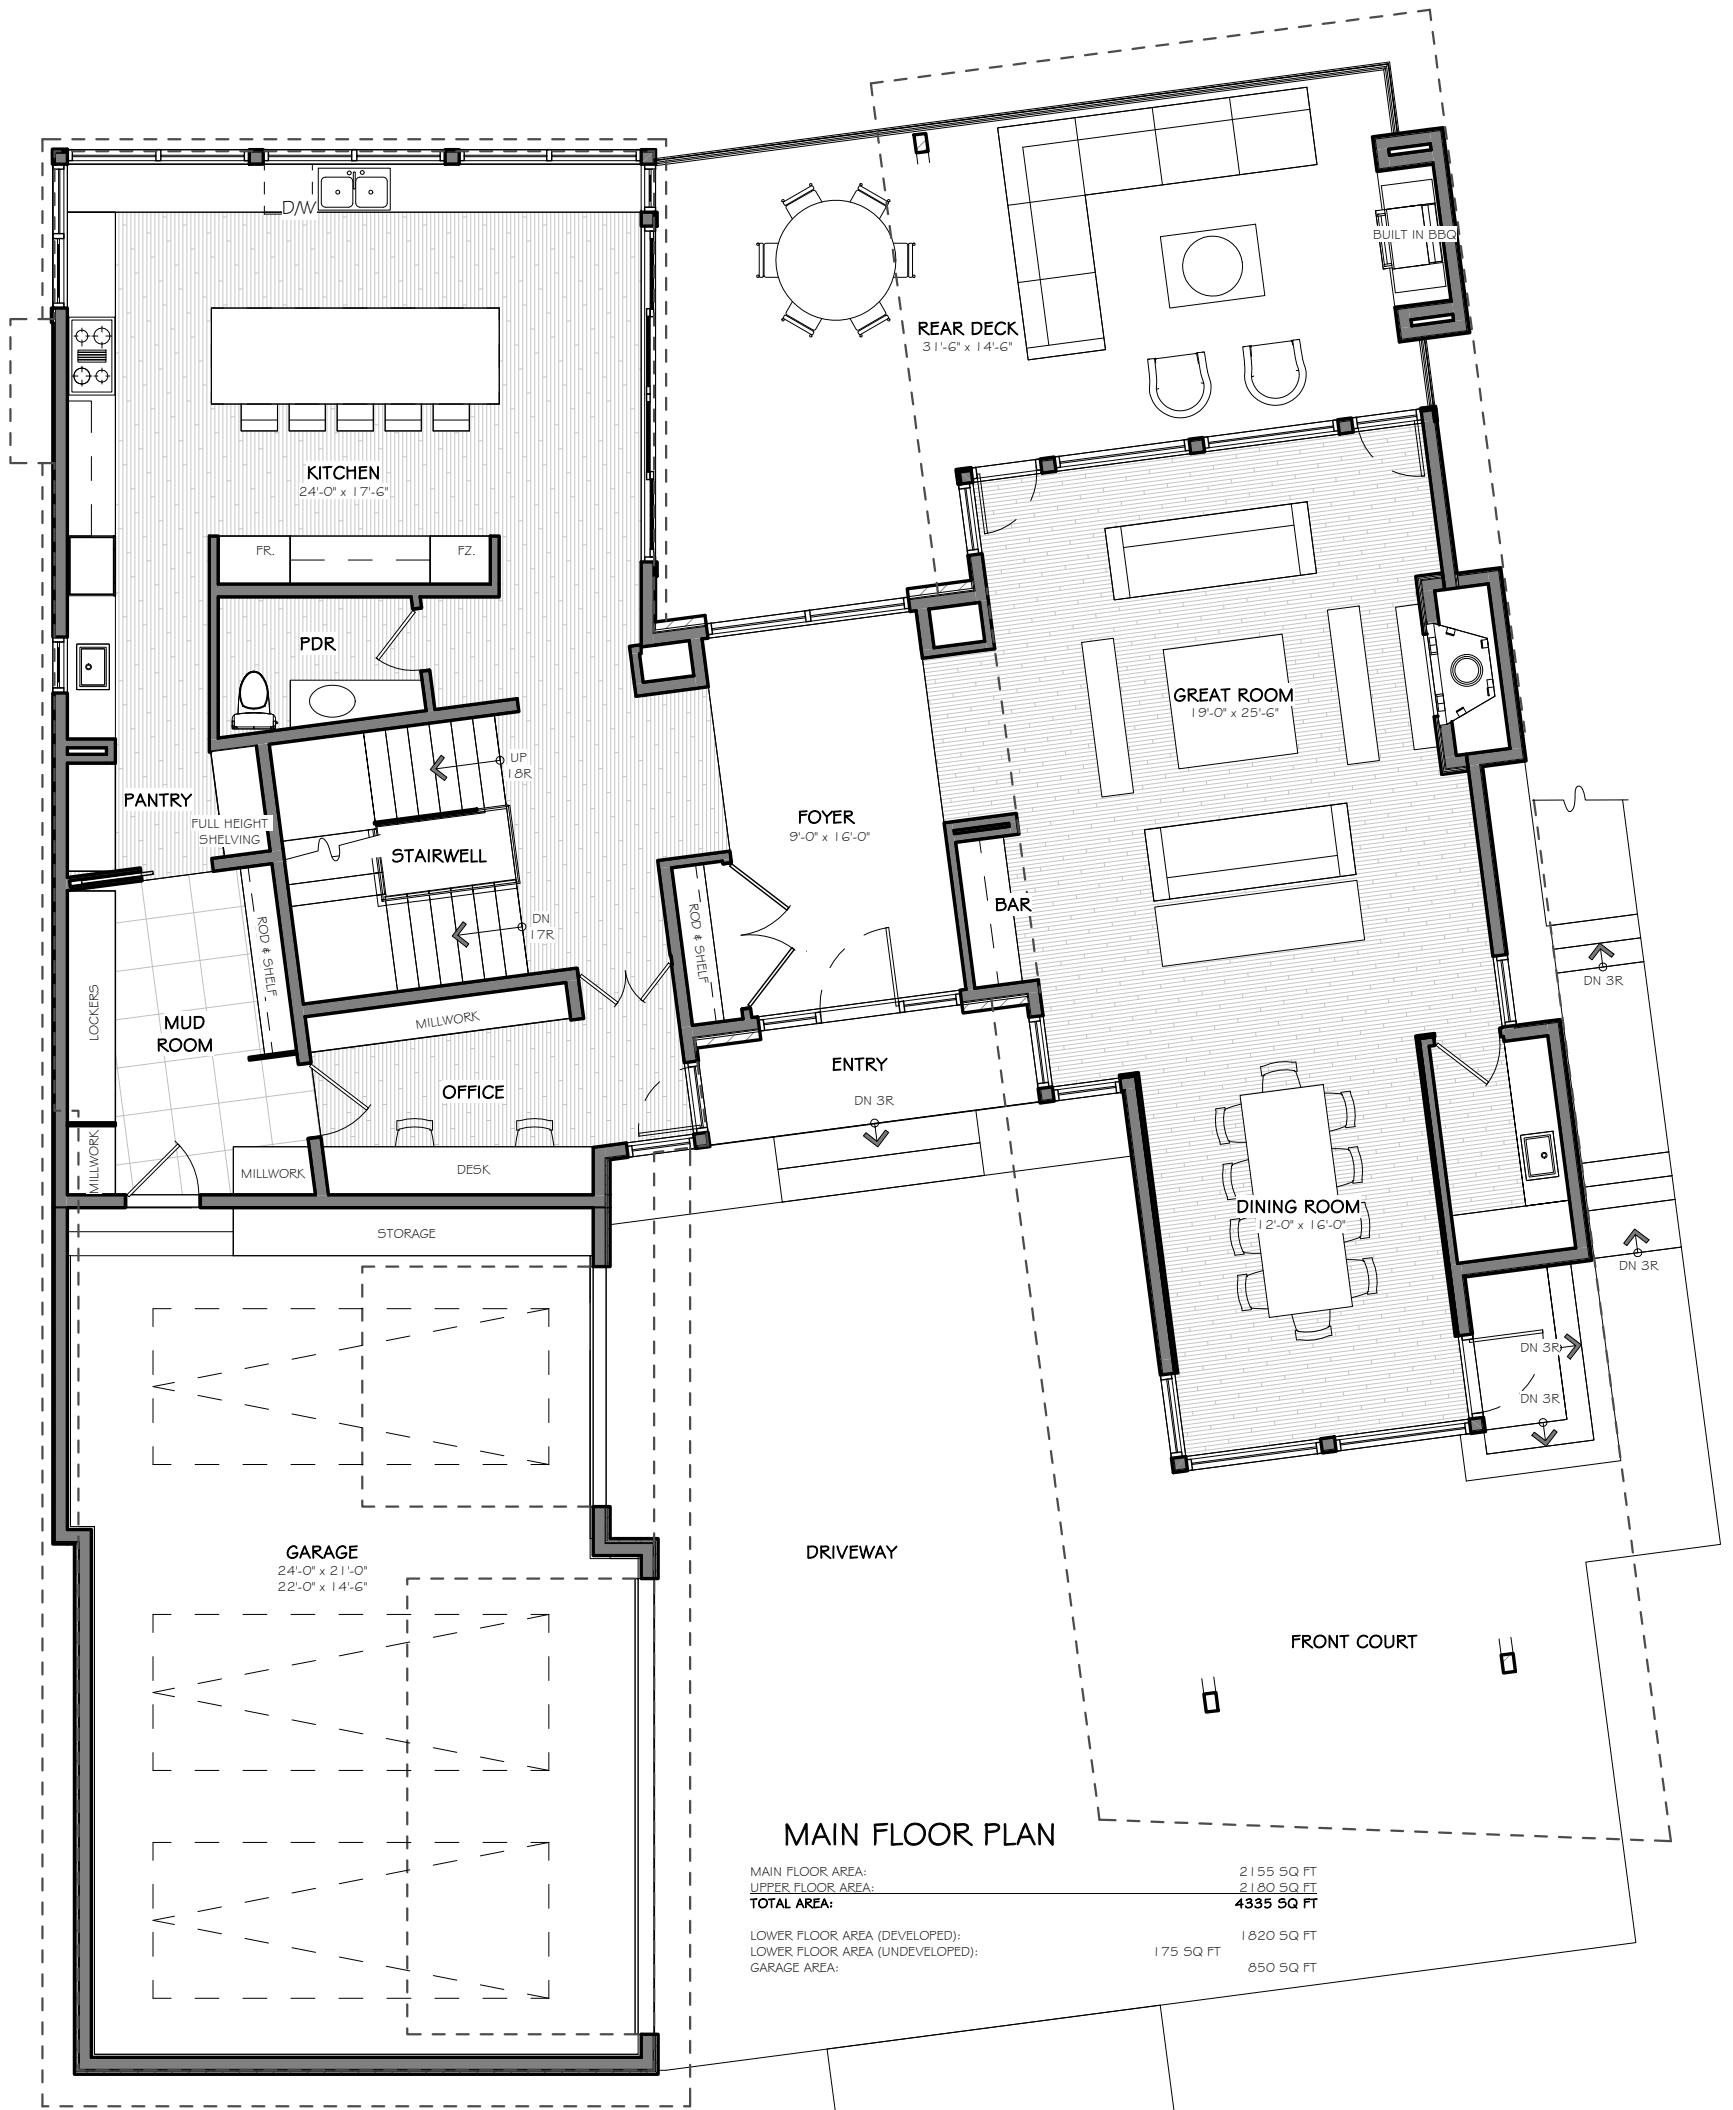 D/W
BUILT IN BBQ
REAR DECK
31'-6" x 14'-6"
KITCHEN
24'-0" x 17'-6"
FR.
FZ.
PDR
GREAT ROOM
19'-0" x 25'-6"
UP
18R
PANTRY
FULL HEIGHT
SHELVING
FOYER
9'-0" x 16'-0"
STAIRWELL
BAR
DN
17R
ROD & SHELF
ROD & SHELF
DN 3R
LOCKERS
MUD
ROOM
MILLWORK
ENTRY
OFFICE
DN 3R
MILLWORK
MILLWORK
DESK
DINING ROOM
12'-0" x 16'-0"
STORAGE
DN 3R
DN 3R
DN 3R
GARAGE
24'-0" x 21'-0"
22'-0" x 14'-6"
DRIVEWAY
FRONT COURT
MAIN FLOOR PLAN
MAIN FLOOR AREA: 2155 SQ FT
UPPER FLOOR AREA: 2180 SQ FT
TOTAL AREA: 4335 SQ FT
LOWER FLOOR AREA (DEVELOPED): 1820 SQ FT
LOWER FLOOR AREA (UNDEVELOPED): 175 SQ FT
GARAGE AREA: 850 SQ FT